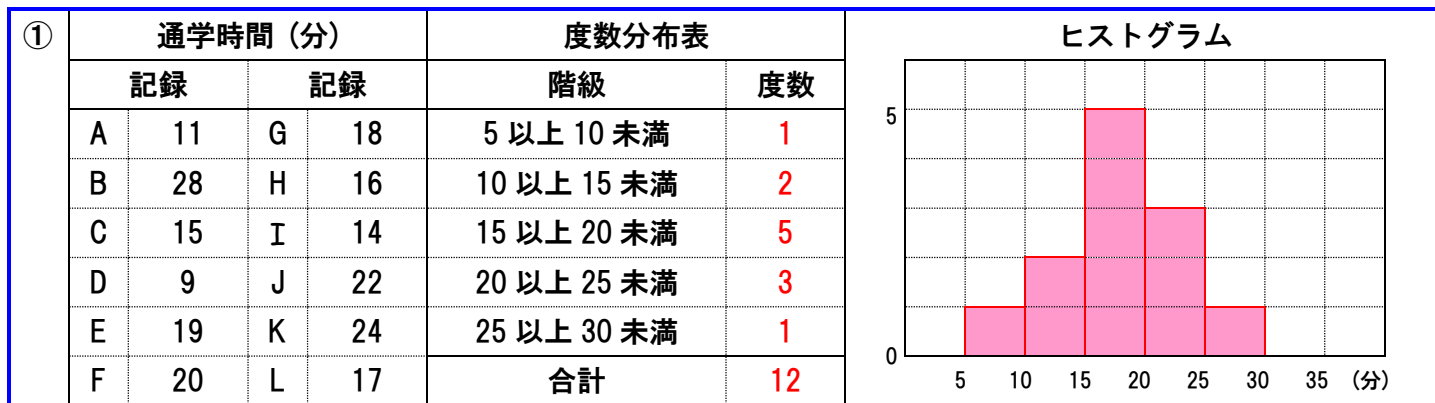 ① 通学時間（分） 度数分布表 ヒストグラム
記録 記録 階級 度数
A 11 G 18 5 以上 10 未満 1
B 28 H 16 10 以上 15 未満 2
C 15 I 14 15 以上 20 未満 5
D 9 J 22 20 以上 25 未満 3
E 19 K 24 25 以上 30 未満 1
F 20 L 17 合計 12
5
0
5 10 15 20 25 30 35 (分)